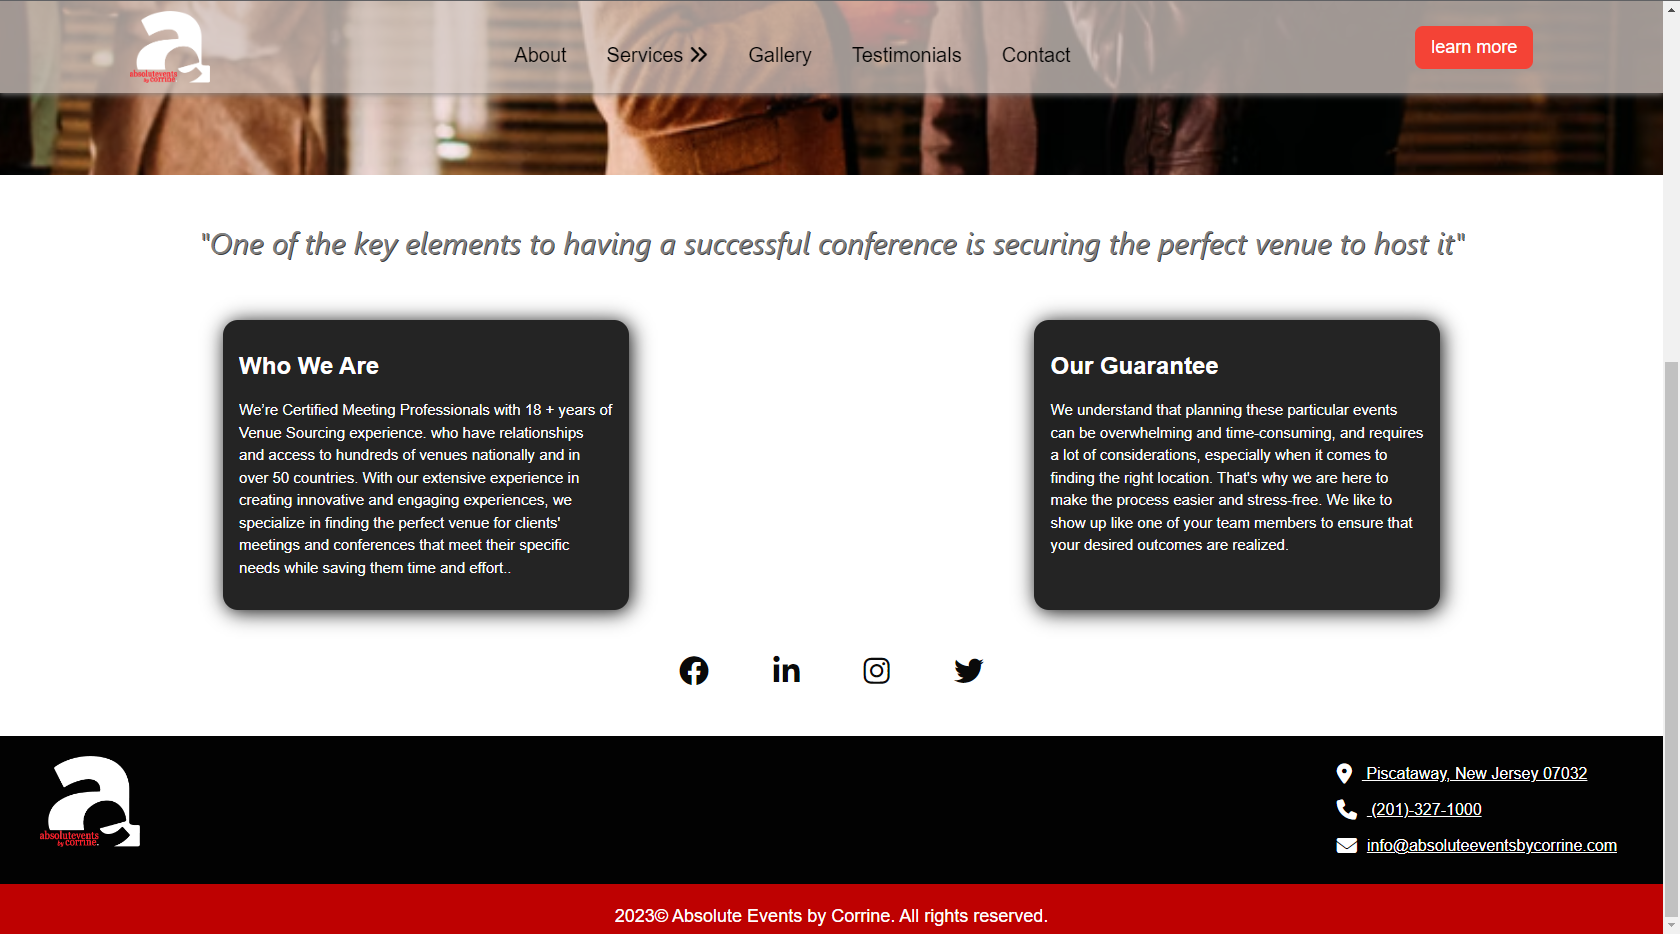 absolutevents
by corrine.
About
Services
Gallery
Testimonials
Contact
learn more
"One of the key elements to having a successful conference is securing the perfect venue to host it"
Who We Are
We’re Certified Meeting Professionals with 18 + years of
Venue Sourcing experience. who have relationships
and access to hundreds of venues nationally and in
over 50 countries. With our extensive experience in
creating innovative and engaging experiences, we
specialize in finding the perfect venue for clients'
meetings and conferences that meet their specific
needs while saving them time and effort..
Our Guarantee
We understand that planning these particular events
can be overwhelming and time-consuming, and requires
a lot of considerations, especially when it comes to
finding the right location. That's why we are here to
make the process easier and stress-free. We like to
show up like one of your team members to ensure that
your desired outcomes are realized.
absolutevents
by corrine.
Piscataway, New Jersey 07032
(201)-327-1000
info@absoluteeventsbycorrine.com
2023© Absolute Events by Corrine. All rights reserved.